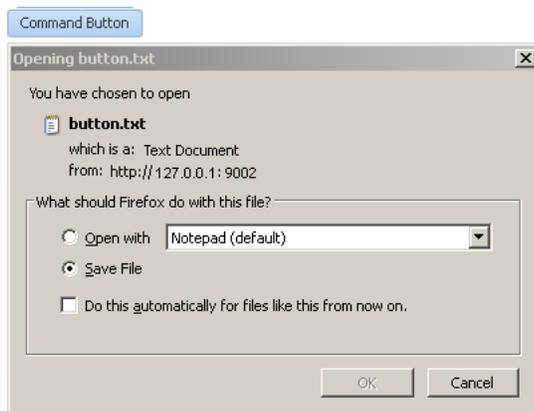 Command Button
Opening button.txt
You have chosen to open
button.txt
which is a: Text Document
from: http://127.0.0.1:9002
What should Firefox do with this file?
Open with Notepad (default)
Save File
Do this automatically for files like this from now on.
OK Cancel